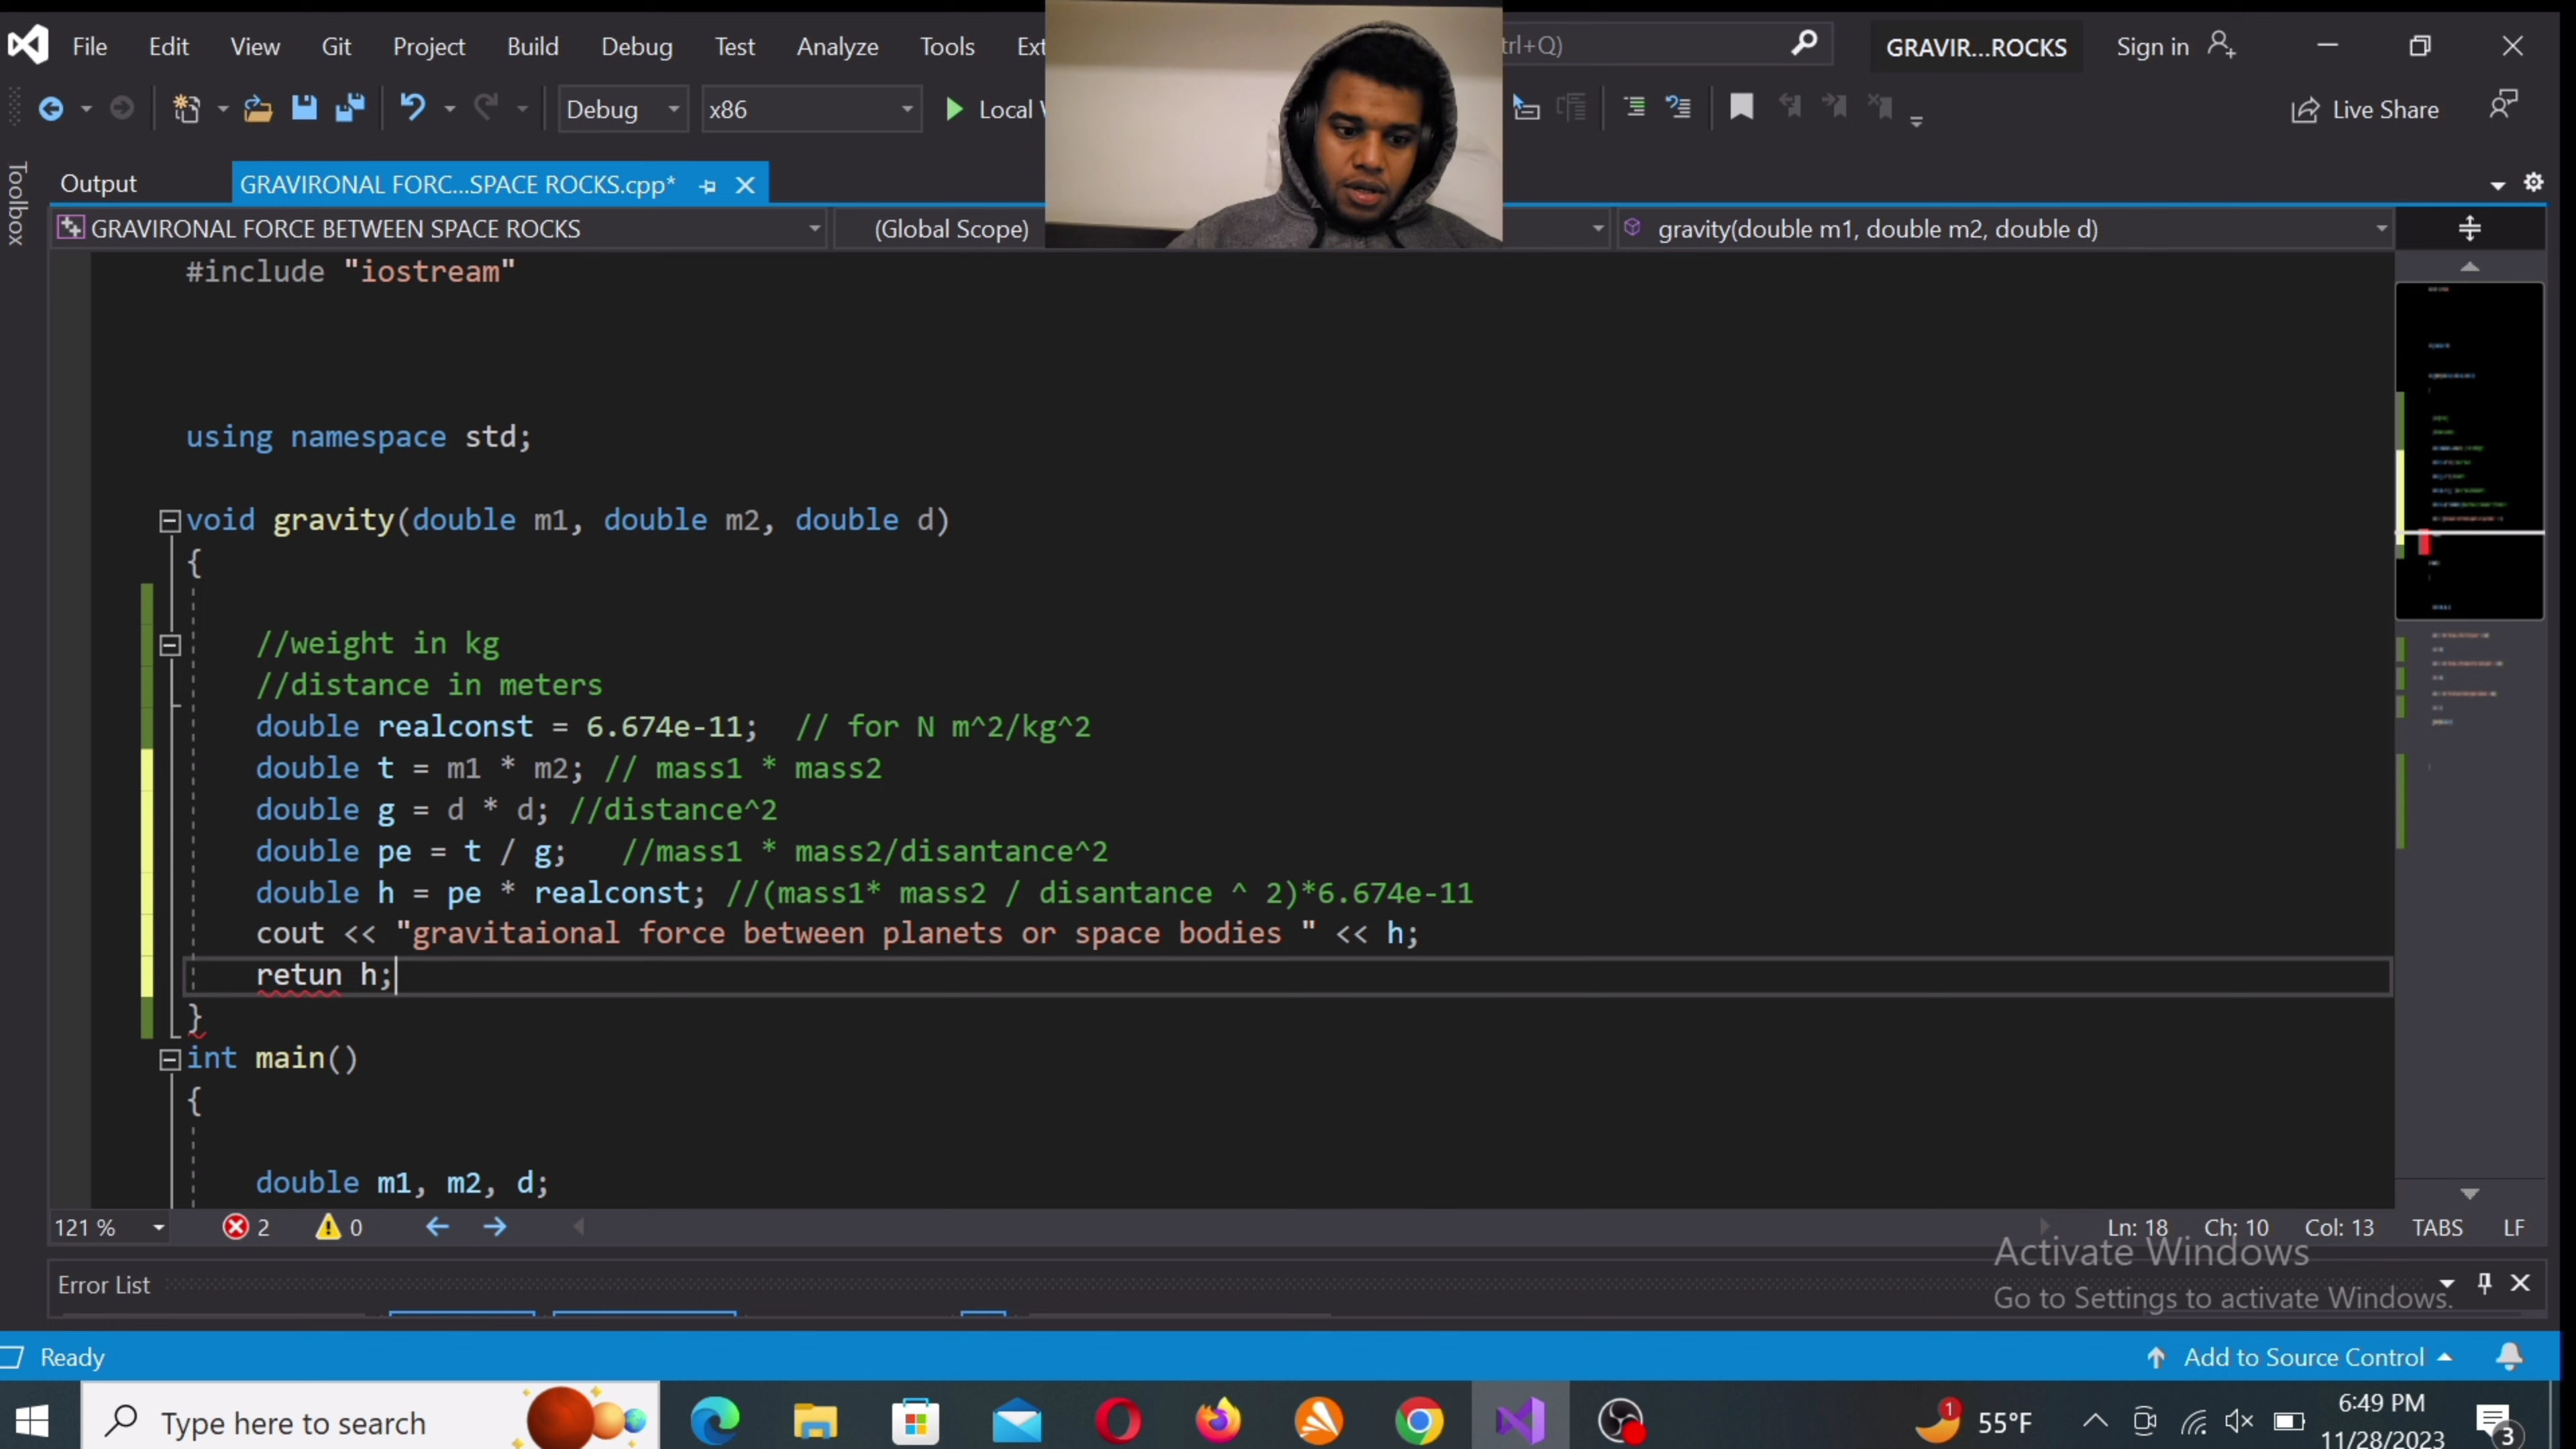 File Edit View Git Project Build Debug Test Analyze Tools Ext trl+Q) GRAVIR...ROCKS Sign in
Debug x86 Local Live Share
Toolbox
Output GRAVIRONAL FORC...SPACE ROCKS.cpp*
GRAVIRONAL FORCE BETWEEN SPACE ROCKS (Global Scope) gravity(double m1, double m2, double d)
#include "iostream"
using namespace std;
void gravity(double m1, double m2, double d)
{
//weight in kg
//distance in meters
double realconst = 6.674e-11; // for N m^2/kg^2
double t = m1 * m2; // mass1 * mass2
double g = d * d; //distance^2
double pe = t / g; //mass1 * mass2/disantance^2
double h = pe * realconst; //(mass1* mass2 / disantance ^ 2)*6.674e-11
cout << "gravitaional force between planets or space bodies " << h;
retun h;
}
int main()
{
double m1, m2, d;
121 % 2 0 Ln: 18 Ch: 10 Col: 13 TABS LF
Activate Windows
Error List
Go to Settings to activate Windows.
Ready Add to Source Control
Type here to search 1 55°F 6:49 PM
11/28/2023 3